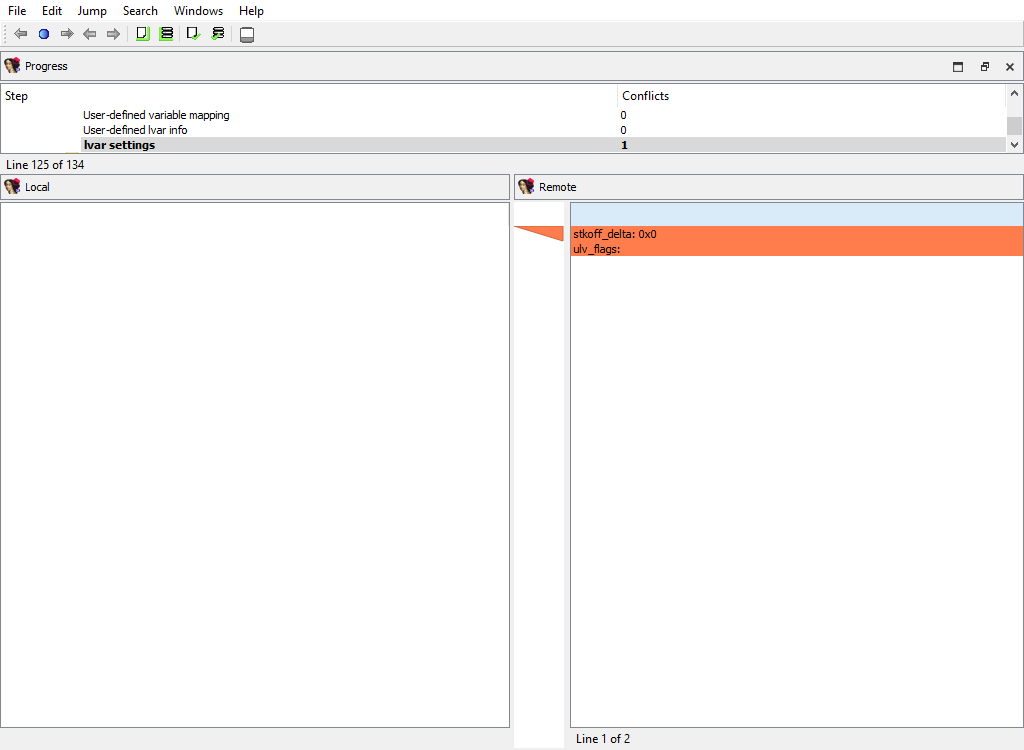 File Edit Jump Search Windows Help
Progress
Step Conflicts
User-defined variable mapping 0
User-defined lvar info 0
lvar settings 1
Line 125 of 134
Local Remote
stkoff_delta: 0x0
ulv_flags:
Line 1 of 2